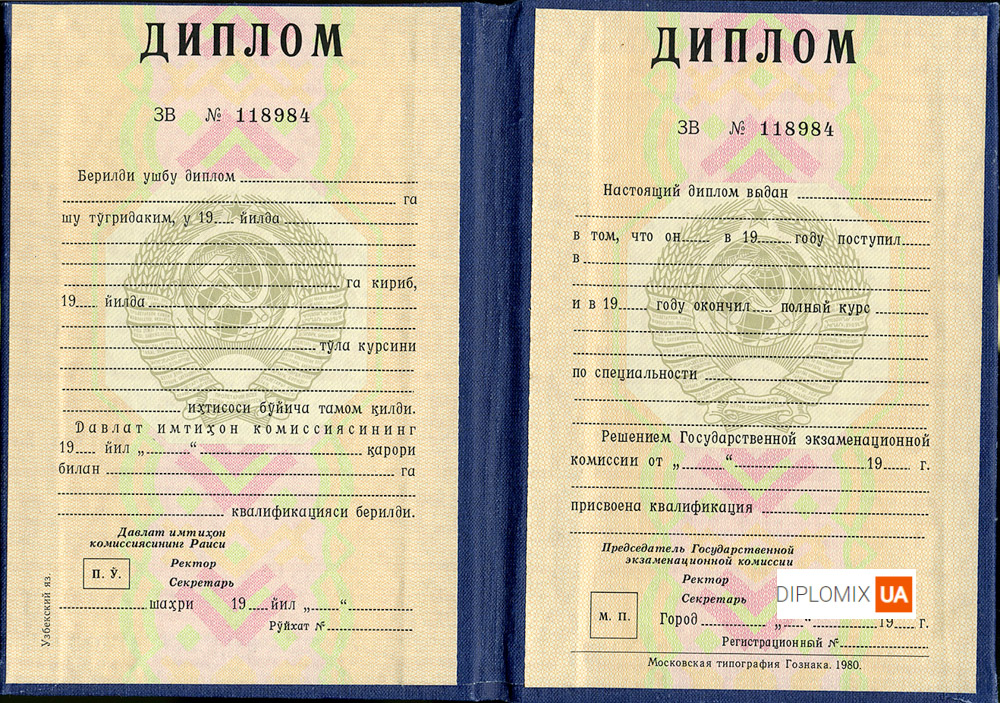 ДИПЛОМ
ЗВ № 118984
Берилди ушбу диплом
га
шу тўғридаким, у 19 йилда
га кириб,
19 йилда
тўла курсини
ихтисоси бўйича тамом қилди.
Давлат имтиҳон комиссиясининг
19 йил „ “ қарори
билан га
квалификацияси берилди.
Давлат имтиҳон
комиссиясининг Раиси
Ректор
П. Ў.
Секретарь
шаҳри 19 йил „ “
Рўйхат №
Узбекский яз.
ДИПЛОМ
ЗВ № 118984
Настоящий диплом выдан
в том, что он в 19 году поступил
в
и в 19 году окончил полный курс
по специальности
Решением Государственной экзаменационной
комиссии от „ “ 19 г.
присвоена квалификация
Председатель Государственной
экзаменационной комиссии
Ректор
Секретарь
DIPLOMIX UA
М. П.
Город „ “ 19 г.
Регистрационный №
Московская типография Гознака. 1980.